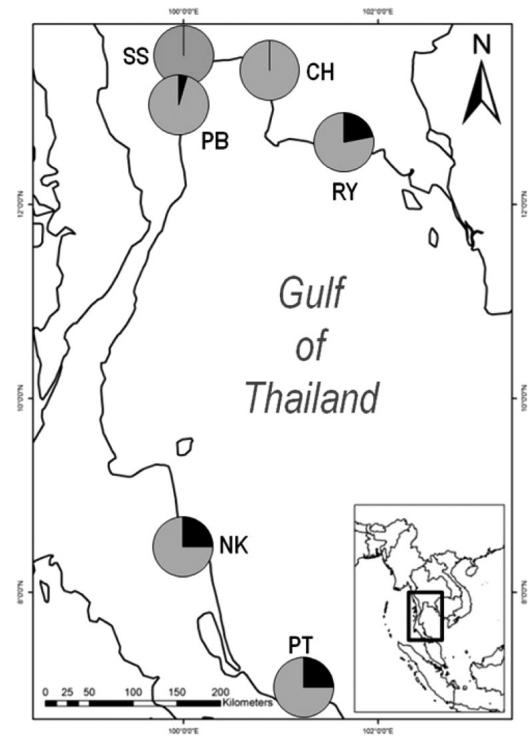 100°0'0"E 102°0'0"E
SS
CH
N
PB
RY
12°0'0"N 12°0'0"N
Gulf
of
Thailand
10°0'0"N 10°0'0"N
NK
8°0'0"N 8°0'0"N
PT
0 25 50 100 150 200
Kilometers
100°0'0"E 102°0'0"E